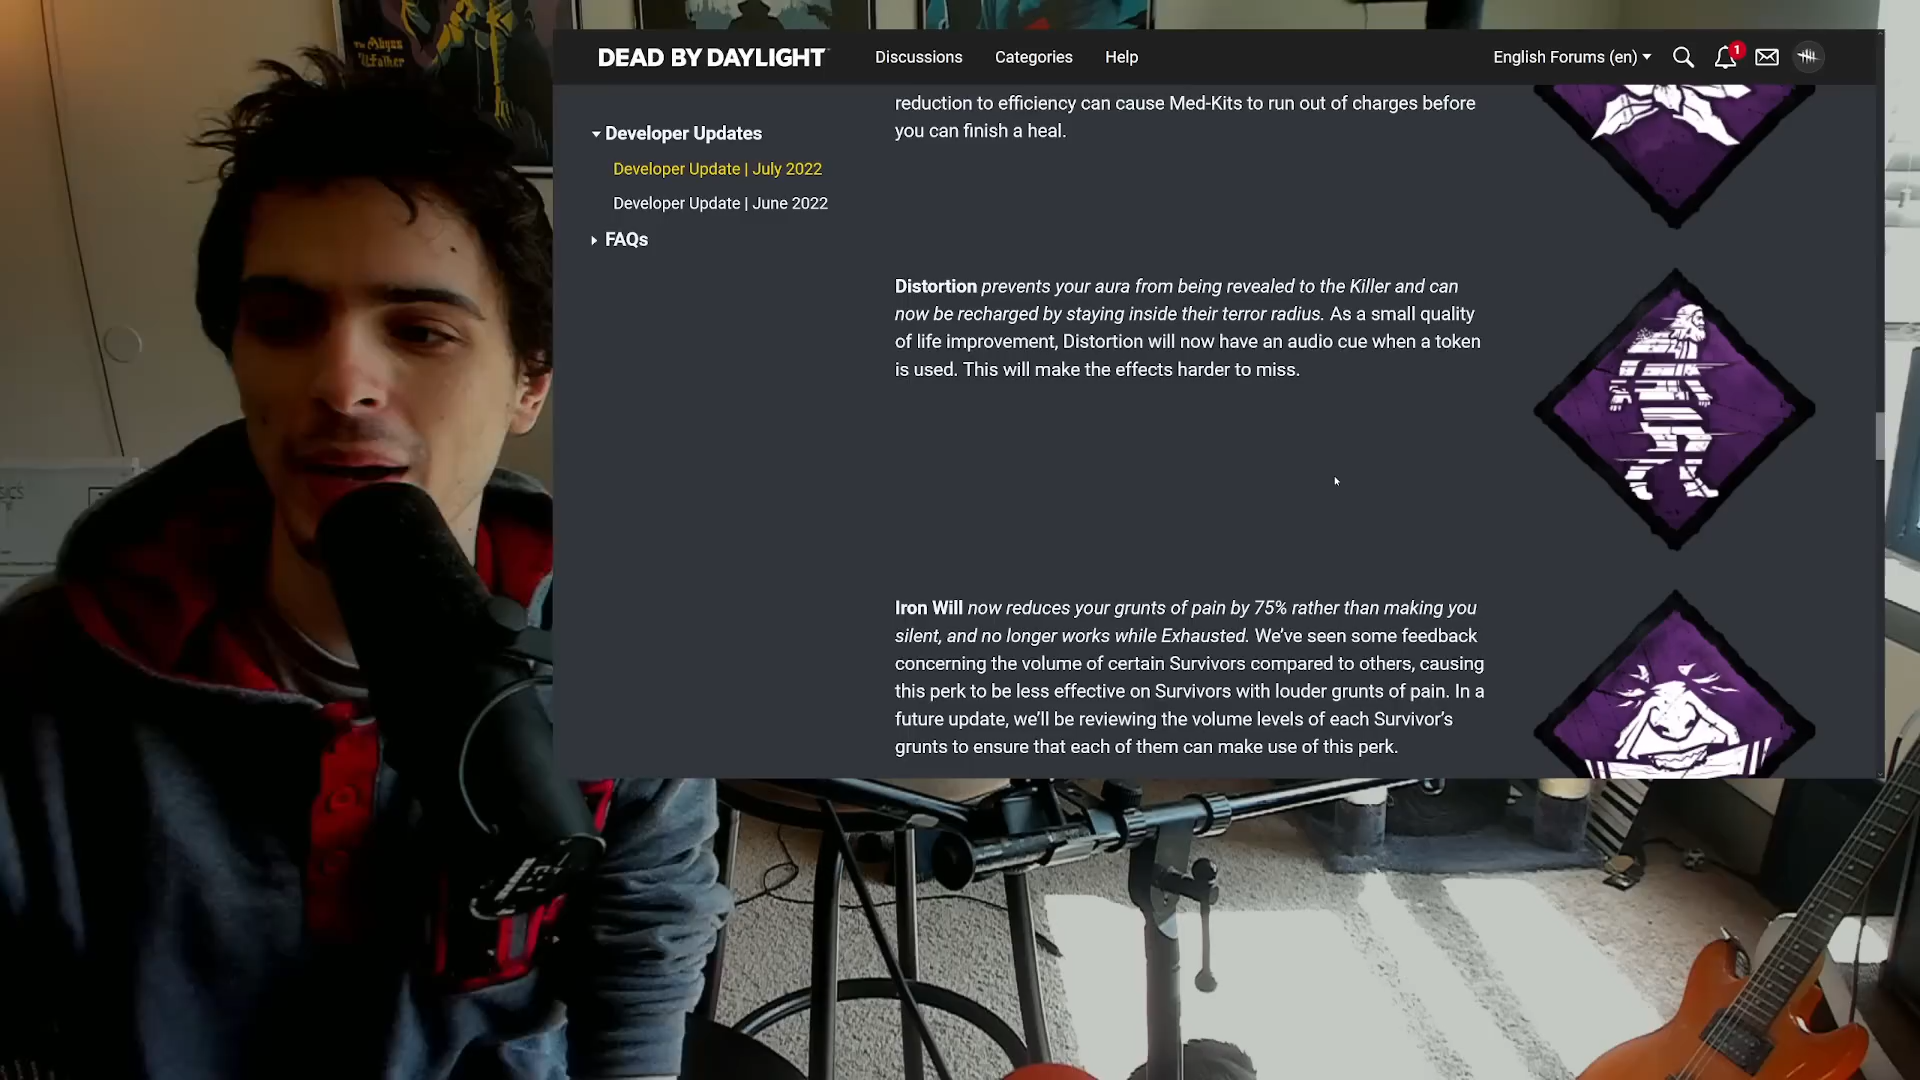 The Abyss
Walker
DEAD BY DAYLIGHT
Discussions
Categories
Help
English Forums (en)
1
Developer Updates
Developer Update | July 2022
Developer Update | June 2022
FAQs
reduction to efficiency can cause Med-Kits to run out of charges before
you can finish a heal.
Distortion prevents your aura from being revealed to the Killer and can
now be recharged by staying inside their terror radius. As a small quality
of life improvement, Distortion will now have an audio cue when a token
is used. This will make the effects harder to miss.
Iron Will now reduces your grunts of pain by 75% rather than making you
silent, and no longer works while Exhausted. We've seen some feedback
concerning the volume of certain Survivors compared to others, causing
this perk to be less effective on Survivors with louder grunts of pain. In a
future update, we'll be reviewing the volume levels of each Survivor's
grunts to ensure that each of them can make use of this perk.